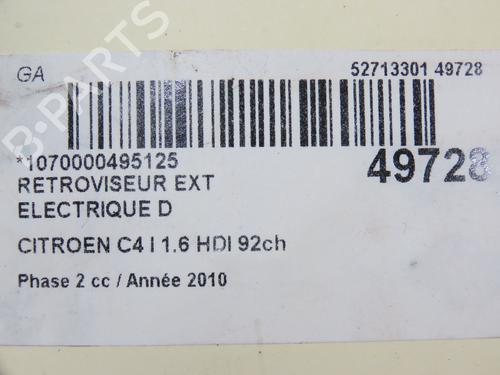 GA
52713301 49728
*1070000495125
49728
RETROVISEUR EXT
ELECTRIQUE D
CITROEN C4 I 1.6 HDI 92ch
Phase 2 cc / Année 2010
B-PARTS